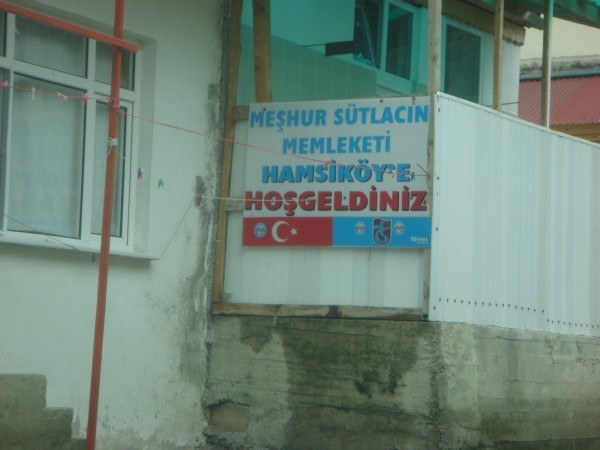 MEŞHUR SÜTLACIN
MEMLEKETİ
HAMSİKÖY'E
HOŞGELDİNİZ